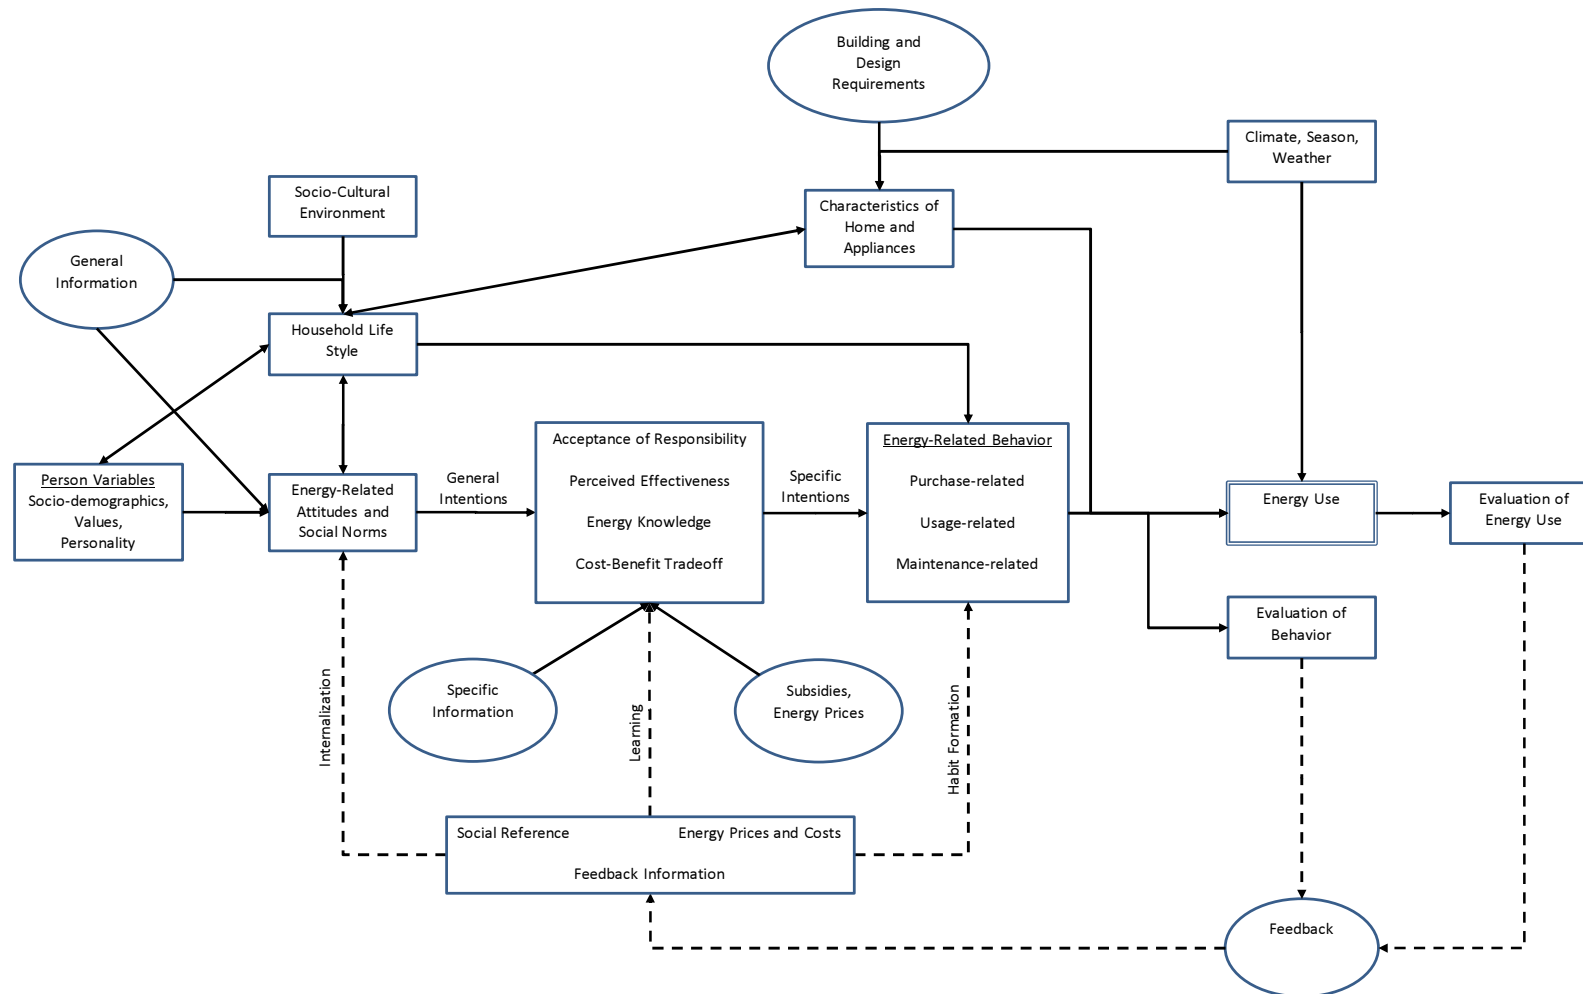 Building and
Design
Requirements
Climate, Season,
Weather
Socio-Cultural
Environment
Characteristics of
Home and
Appliances
General
Information
Household Life
Style
Person Variables
Socio-demographics,
Values,
Personality
Energy-Related
Attitudes and
Social Norms
General
Intentions
Acceptance of Responsibility
Perceived Effectiveness
Energy Knowledge
Cost-Benefit Tradeoff
Specific
Intentions
Energy-Related Behavior
Purchase-related
Usage-related
Maintenance-related
Energy Use
Evaluation of
Energy Use
Evaluation of
Behavior
Specific
Information
Subsidies,
Energy Prices
Internalization
Learning
Habit Formation
Social Reference
Energy Prices and Costs
Feedback Information
Feedback